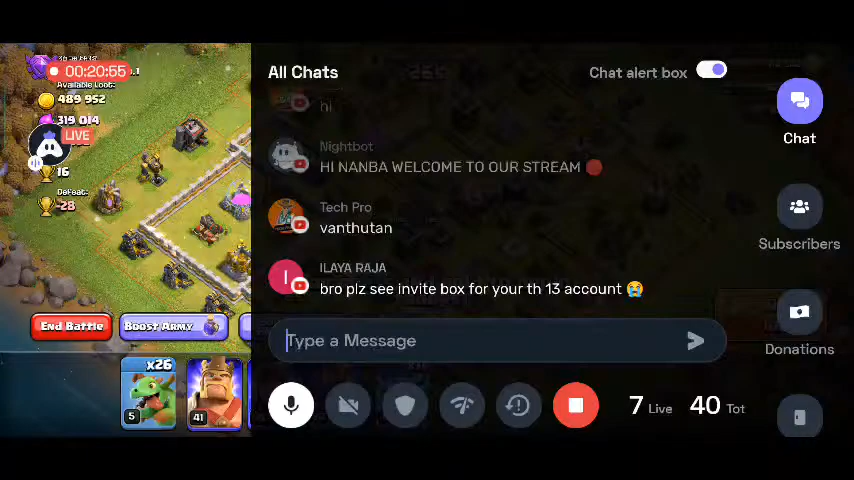 00:20:55
Available Loot:
489 952
319 014
LIVE
16
Defeat:
-28
End Battle
Boost Army
x26
5
41
All Chats
Chat alert box
hi
Nightbot
HI NANBA WELCOME TO OUR STREAM
Tech Pro
vanthutan
I
ILAYA RAJA
bro plz see invite box for your th 13 account 😭
Type a Message
7 Live
40 Tot
Chat
Subscribers
Donations